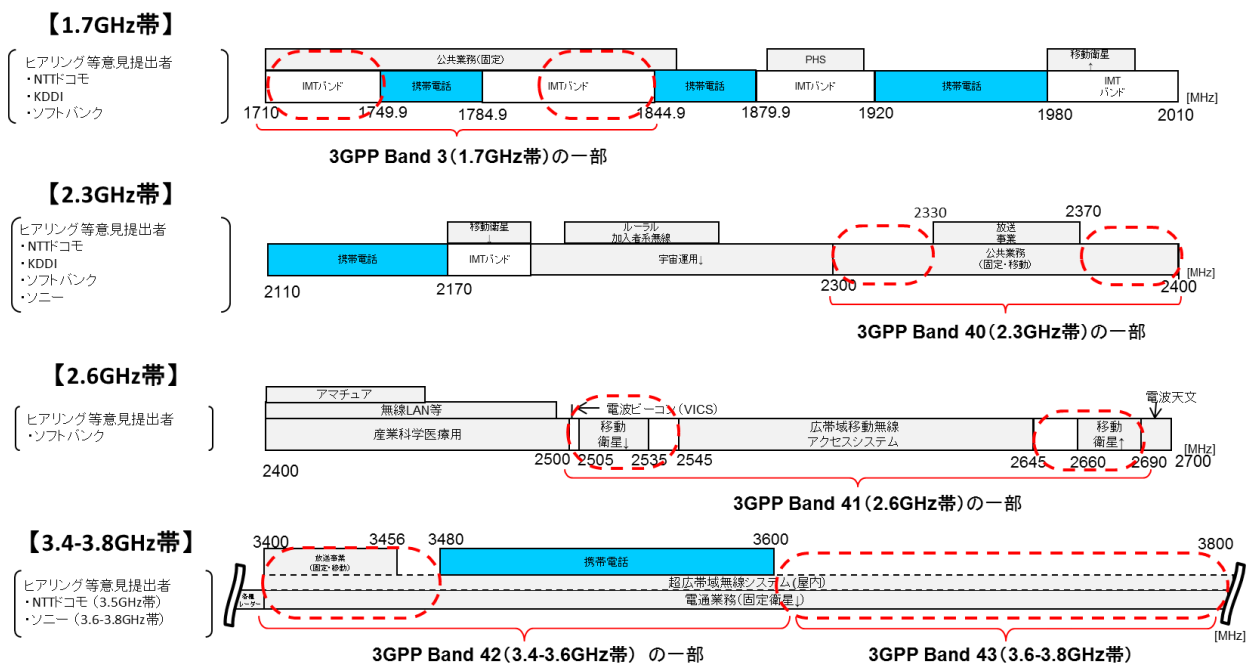 【1.7GHz帯】
ヒアリング等意見提出者
・NTTドコモ
・KDDI
・ソフトバンク
公共業務(固定)
PHS
移動衛星
↑
IMTバンド
携帯電話
IMTバンド
携帯電話
IMTバンド
携帯電話
IMT
バンド
[MHz]
1710
1749.9
1784.9
1844.9
1879.9
1920
1980
2010
3GPP Band 3(1.7GHz帯)の一部
【2.3GHz帯】
ヒアリング等意見提出者
・NTTドコモ
・KDDI
・ソフトバンク
・ソニー
2330
2370
移動衛星
↓
ルーラル
加入者系無線
放送
事業
携帯電話
IMTバンド
宇宙運用↓
公共業務
(固定・移動)
[MHz]
2110
2170
2300
2400
3GPP Band 40(2.3GHz帯)の一部
【2.6GHz帯】
ヒアリング等意見提出者
・ソフトバンク
アマチュア
無線LAN等
電波ビーコン(VICS)
電波天文
産業科学医療用
移動
衛星↓
広帯域移動無線
アクセスシステム
移動
衛星↑
[MHz]
2400
2500
2505
2535
2545
2645
2660
2690
2700
3GPP Band 41(2.6GHz帯)の一部
【3.4-3.8GHz帯】
ヒアリング等意見提出者
・NTTドコモ (3.5GHz帯)
・ソニー (3.6-3.8GHz帯)
3400
3456
3480
3600
3800
放送事業
(固定・移動)
携帯電話
超広帯域無線システム(屋内)
各種
レーダー
電通業務(固定衛星↓)
[MHz]
3GPP Band 42(3.4-3.6GHz帯) の一部
3GPP Band 43(3.6-3.8GHz帯)